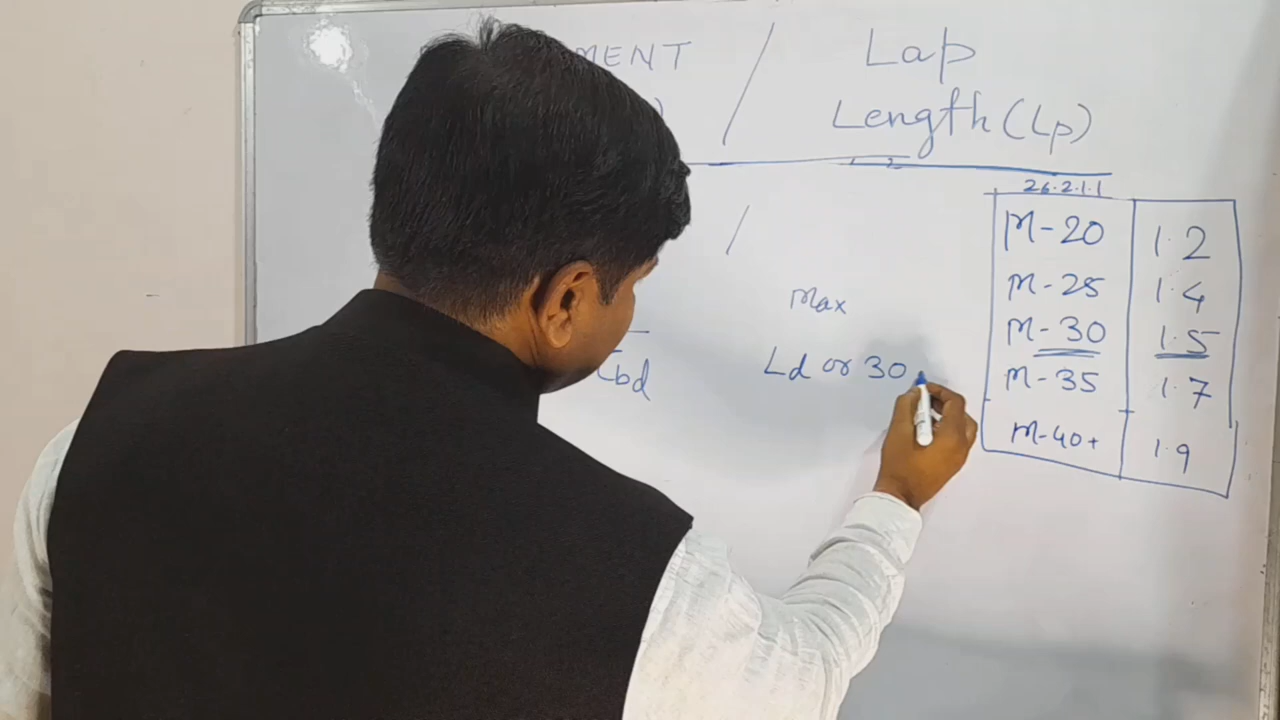 MENT / Lap
Length (Lp)
26.2.1.1
M-20 1.2
M-25 1.4
M-30 1.5
M-35 1.7
M-40+ 1.9
/
Max
Ld or 30
bd